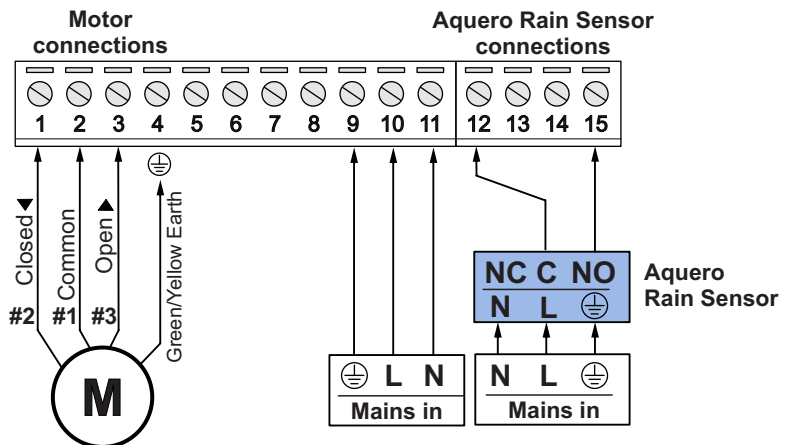 Motor
connections
Aquero Rain Sensor
connections
1 2 3 4 5 6 7 8 9 10 11 12 13 14 15
Closed ▼
Common
Open ▲
Green/Yellow Earth
#2 #1 #3
M
NC C NO
N L ⏚
Aquero
Rain Sensor
⏚ L N
Mains in
N L ⏚
Mains in